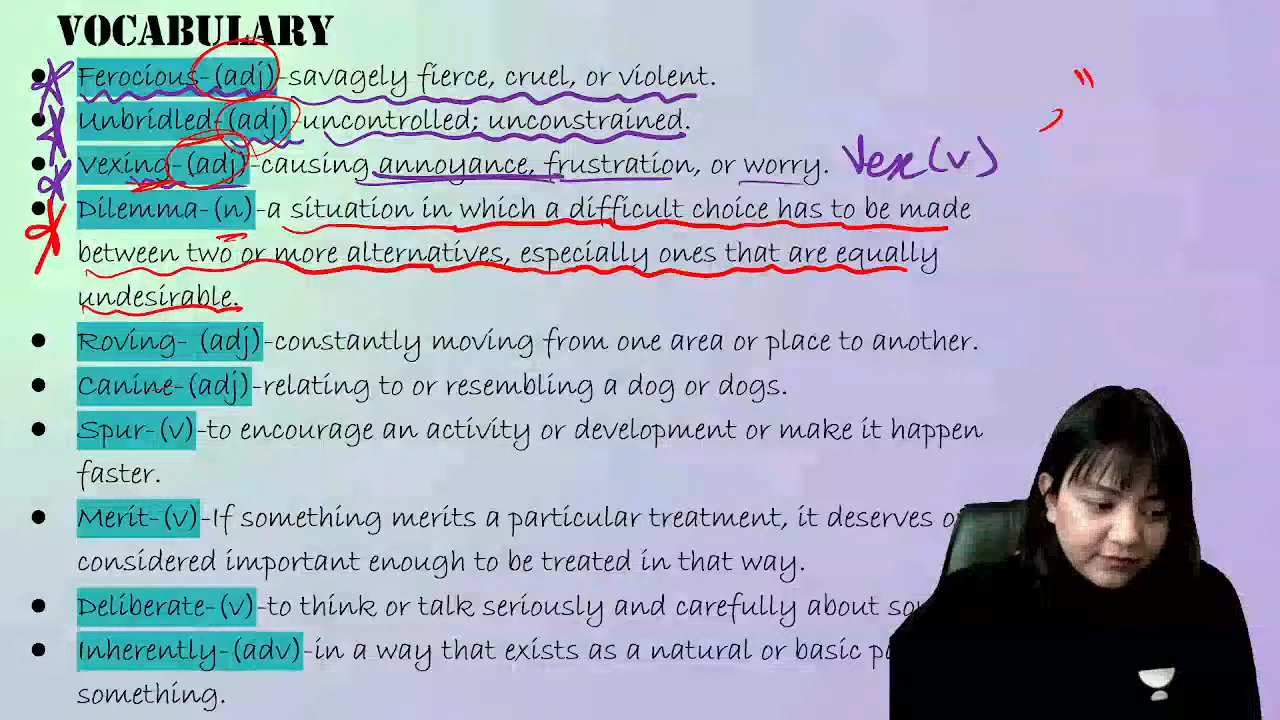 VOCABULARY
● Ferocious-(adj)-savagely fierce, cruel, or violent.
● Unbridled-(adj)-uncontrolled; unconstrained.
● Vexing-(adj)-causing annoyance, frustration, or worry. Vex(v)
● Dilemma-(n)-a situation in which a difficult choice has to be made
between two or more alternatives, especially ones that are equally
undesirable.
● Roving- (adj)-constantly moving from one area or place to another.
● Canine-(adj)-relating to or resembling a dog or dogs.
● Spur-(v)-to encourage an activity or development or make it happen
faster.
● Merit-(v)-If something merits a particular treatment, it deserves
considered important enough to be treated in that way.
● Deliberate-(v)-to think or talk seriously and carefully about
● Inherently-(adv)-in a way that exists as a natural or basic
something.